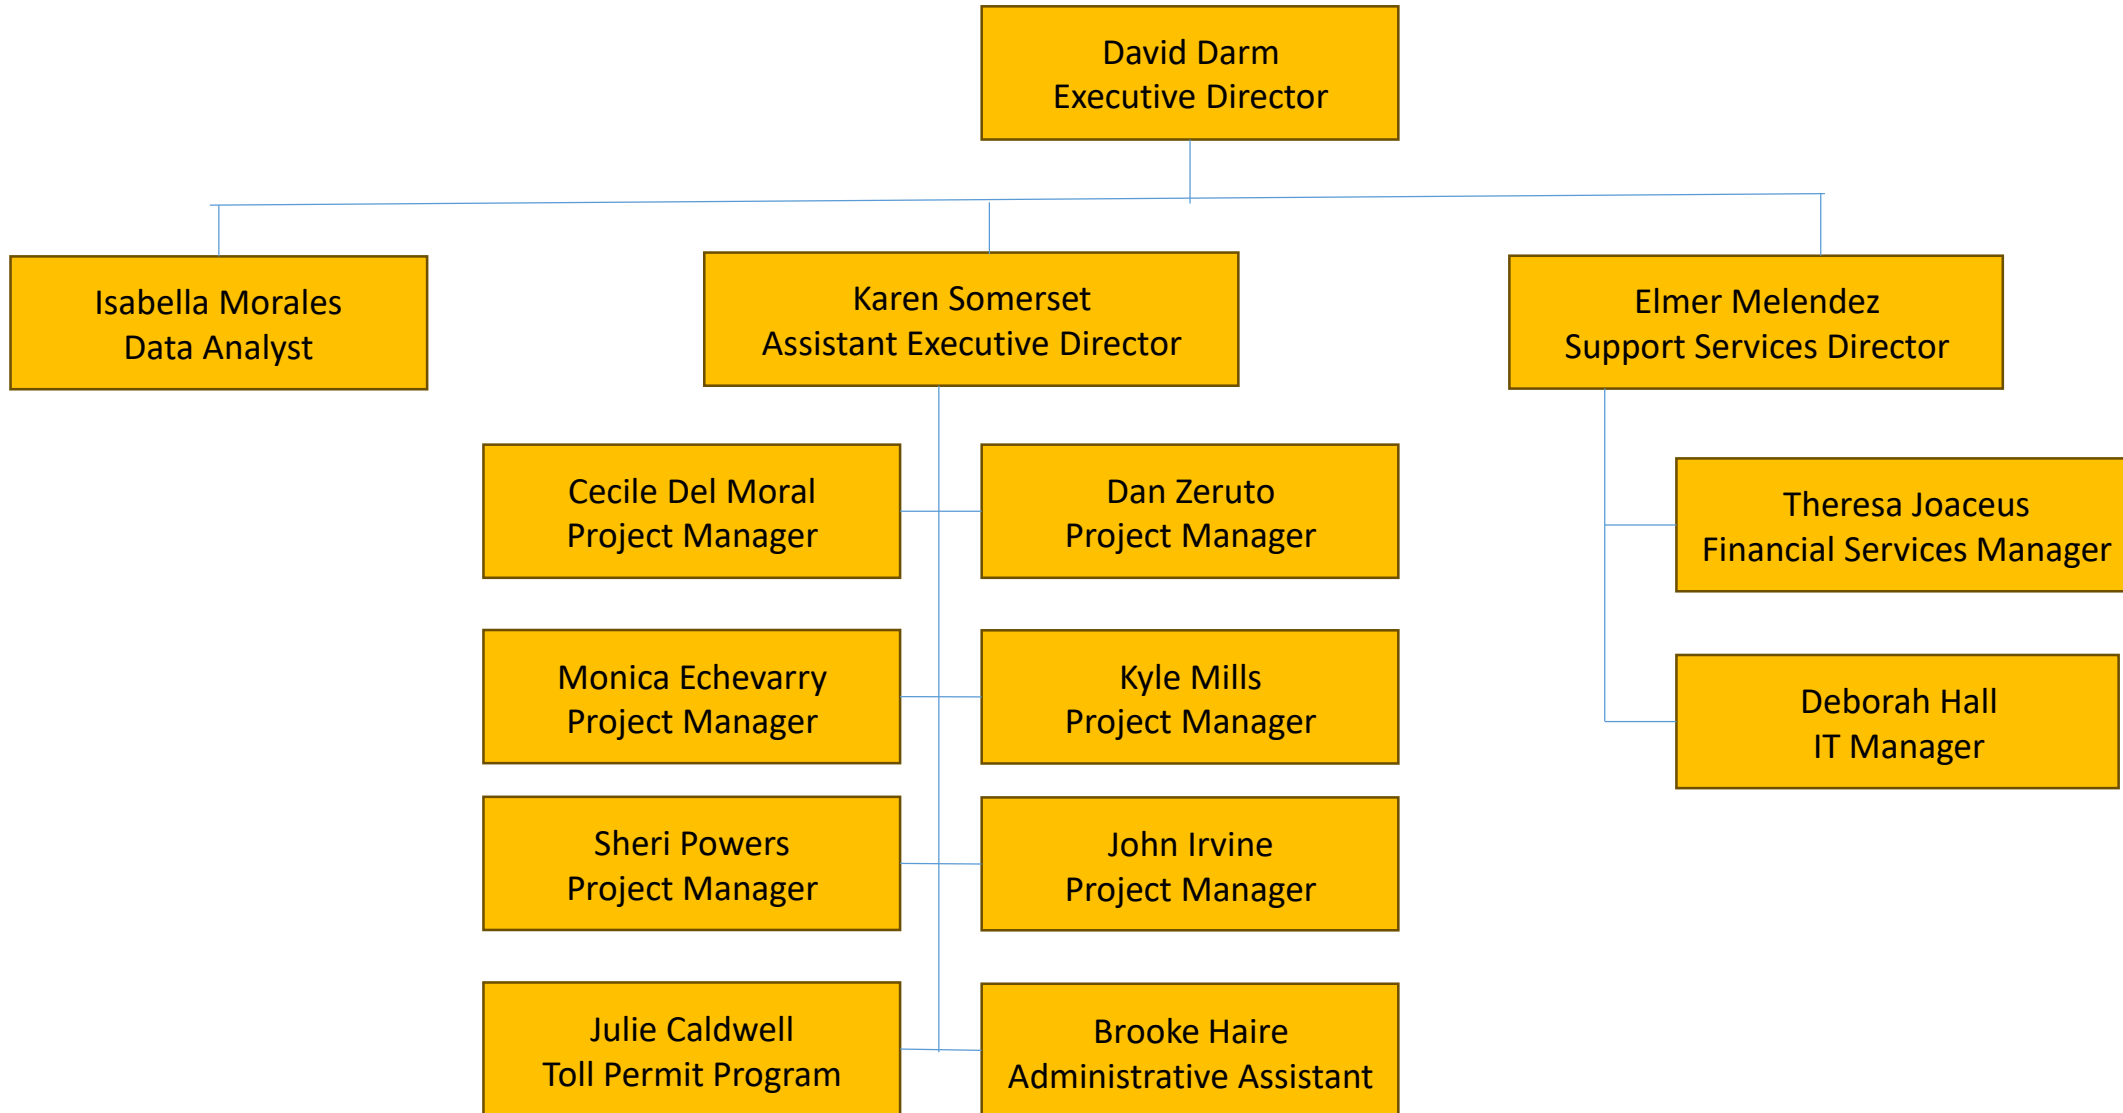 David Darm
Executive Director
Isabella Morales
Data Analyst
Karen Somerset
Assistant Executive Director
Elmer Melendez
Support Services Director
Cecile Del Moral
Project Manager
Dan Zeruto
Project Manager
Theresa Joaceus
Financial Services Manager
Monica Echevarry
Project Manager
Kyle Mills
Project Manager
Deborah Hall
IT Manager
Sheri Powers
Project Manager
John Irvine
Project Manager
Julie Caldwell
Toll Permit Program
Brooke Haire
Administrative Assistant